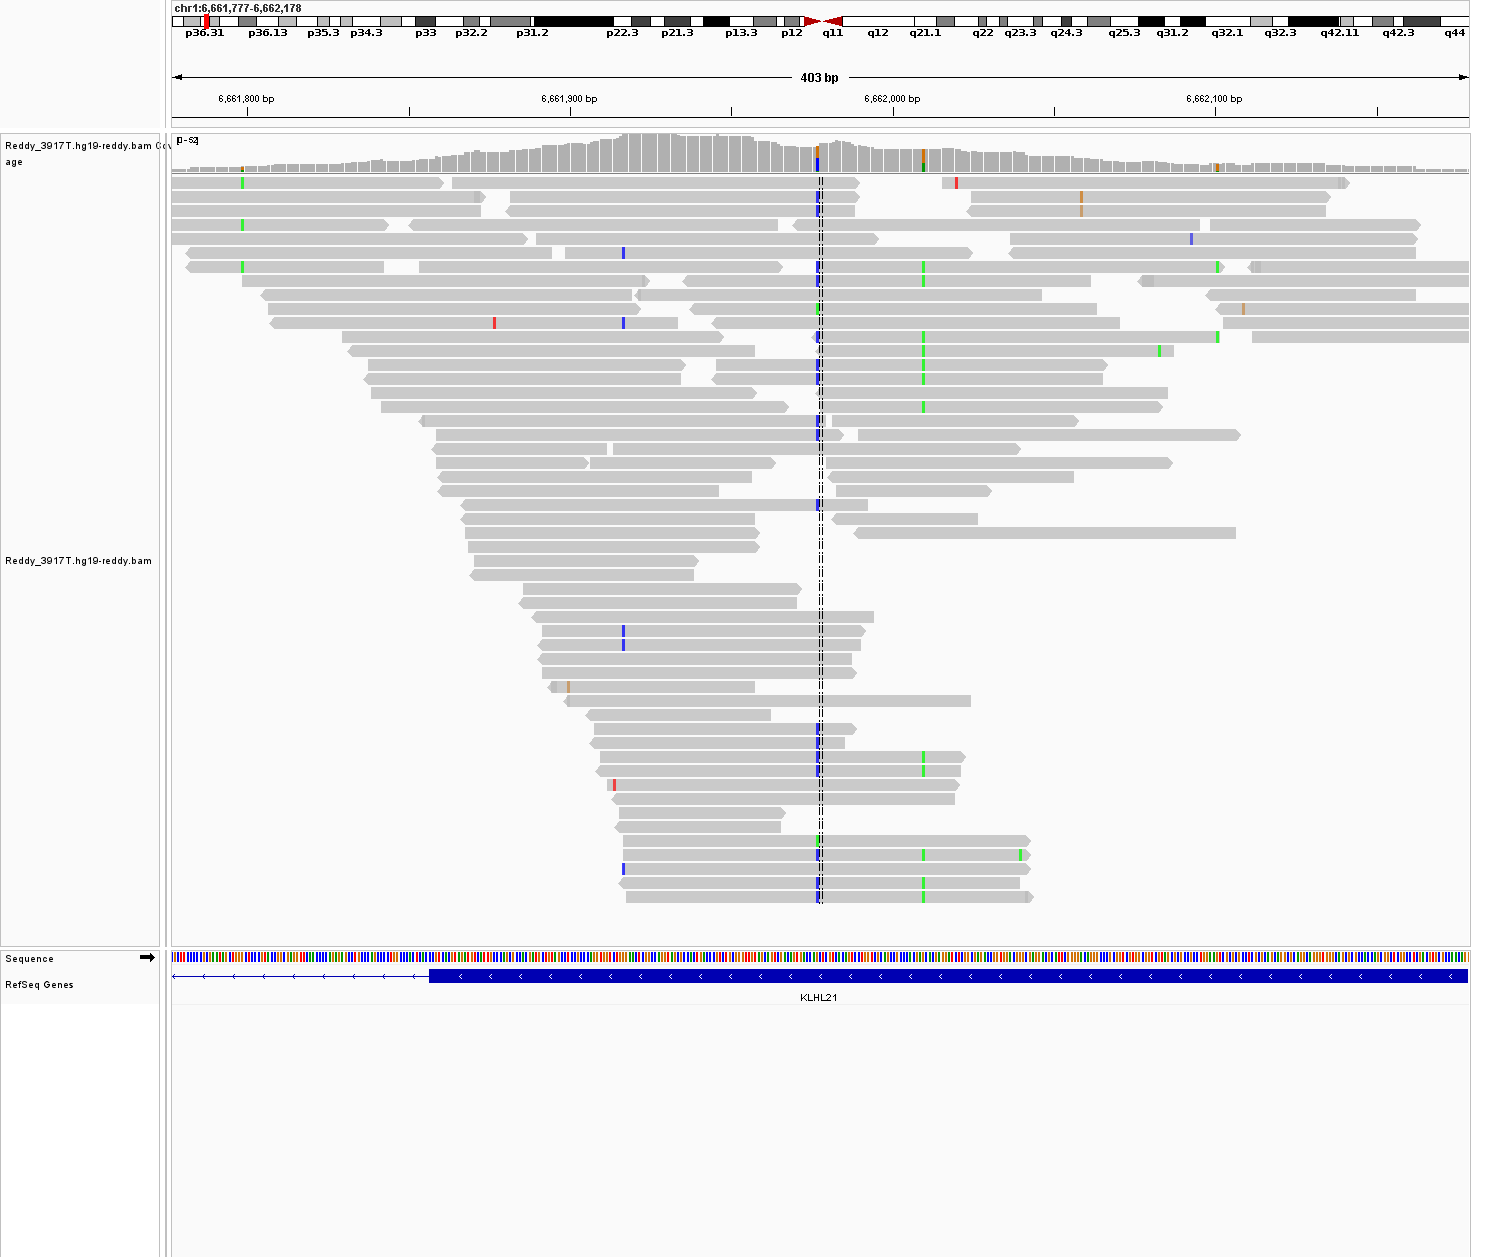 chr1:6,661,777-6,662,178
p36.31 p36.13 p35.3 p34.3 p33 p32.2 p31.2 p22.3 p21.3 p13.3 p12 q11 q12 q21.1 q22 q23.3 q24.3 q25.3 q31.2 q32.1 q32.3 q42.11 q42.3 q44
403 bp
6,661,800 bp 6,661,900 bp 6,662,000 bp 6,662,100 bp
Reddy_3917T.hg19-reddy.bam Cov
age
[0 - 52]
Reddy_3917T.hg19-reddy.bam
Sequence
RefSeq Genes
KLHL21